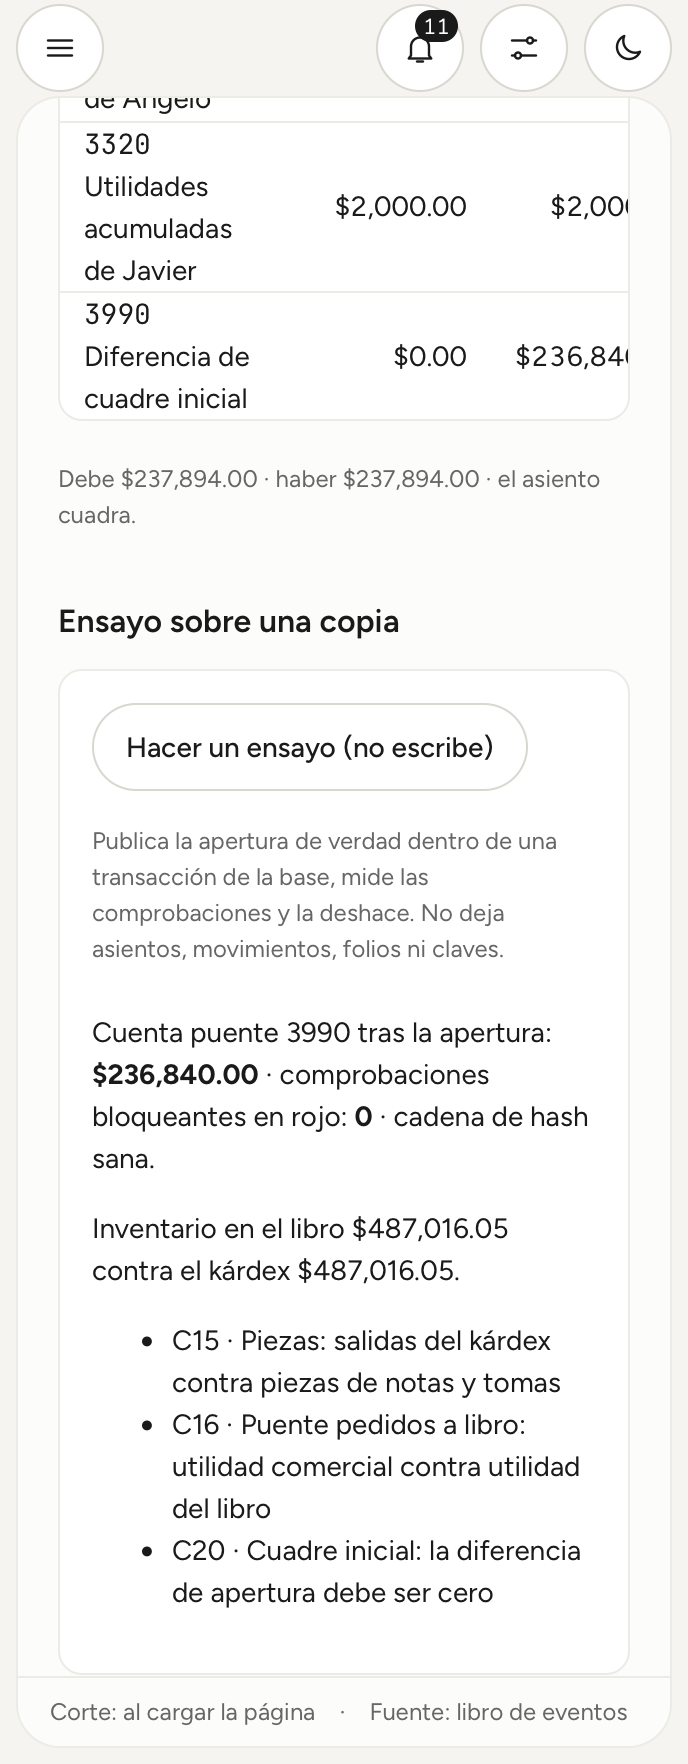 11
de Angelo
3320
Utilidades
acumuladas
de Javier
$2,000.00
$2,00
3990
Diferencia de
cuadre inicial
$0.00
$236,84
Debe $237,894.00 · haber $237,894.00 · el asiento
cuadra.
Ensayo sobre una copia
Hacer un ensayo (no escribe)
Publica la apertura de verdad dentro de una
transacción de la base, mide las
comprobaciones y la deshace. No deja
asientos, movimientos, folios ni claves.
Cuenta puente 3990 tras la apertura:
$236,840.00 · comprobaciones
bloqueantes en rojo: 0 · cadena de hash
sana.
Inventario en el libro $487,016.05
contra el kárdex $487,016.05.
• C15 · Piezas: salidas del kárdex
contra piezas de notas y tomas
• C16 · Puente pedidos a libro:
utilidad comercial contra utilidad
del libro
• C20 · Cuadre inicial: la diferencia
de apertura debe ser cero
Corte: al cargar la página · Fuente: libro de eventos